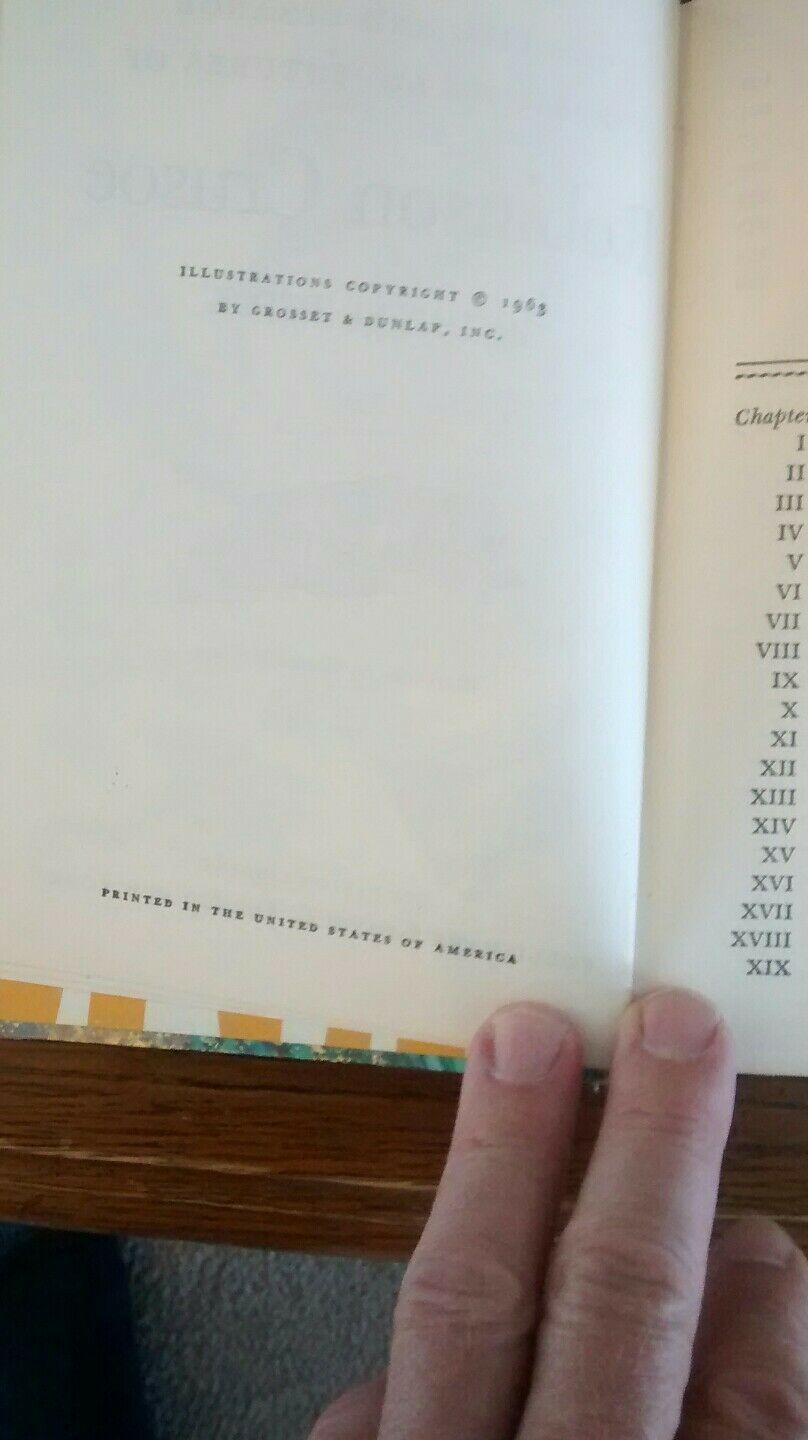 ILLUSTRATIONS COPYRIGHT © 1963
BY GROSSET & DUNLAP, INC.
PRINTED IN THE UNITED STATES OF AMERICA
Chapter
I
II
III
IV
V
VI
VII
VIII
IX
X
XI
XII
XIII
XIV
XV
XVI
XVII
XVIII
XIX